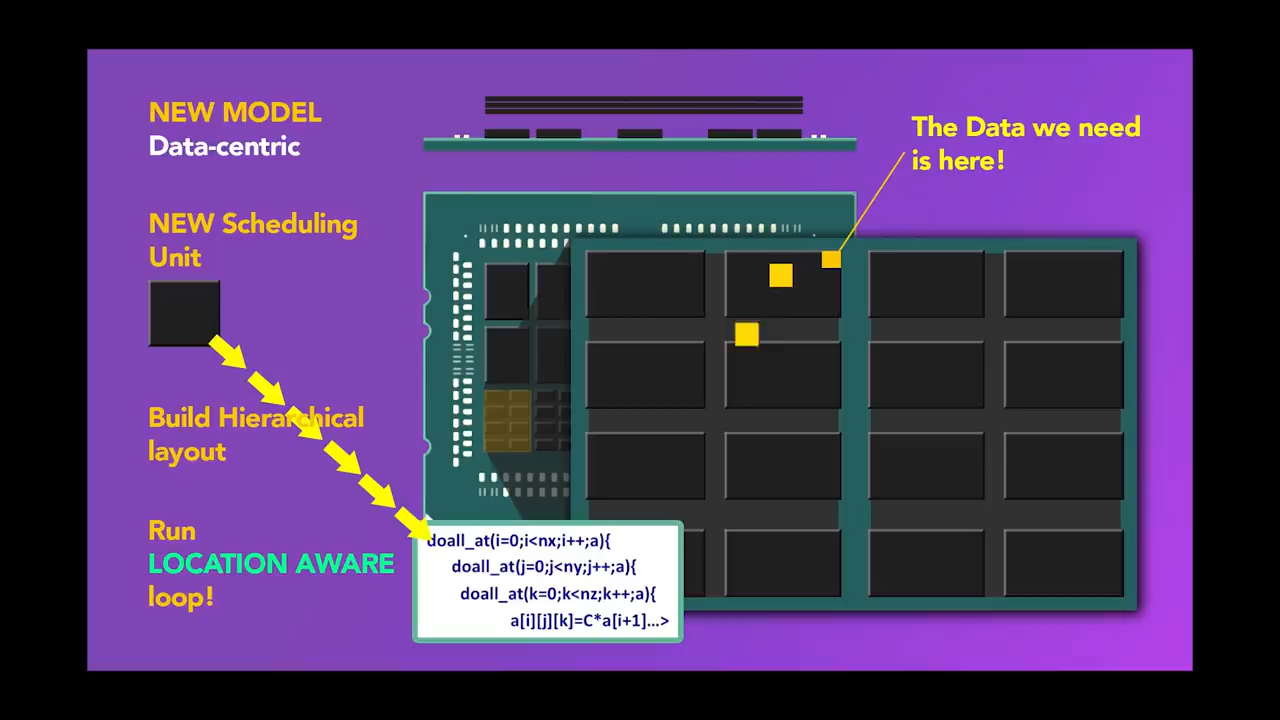 NEW MODEL
Data-centric
NEW Scheduling
Unit
Build Hierarchical
layout
Run
LOCATION AWARE
loop!
The Data we need
is here!
doall_at(i=0;i<nx;i++;a){
doall_at(j=0;j<ny;j++;a){
doall_at(k=0;k<nz;k++;a){
a[i][j][k]=C*a[i+1]...>